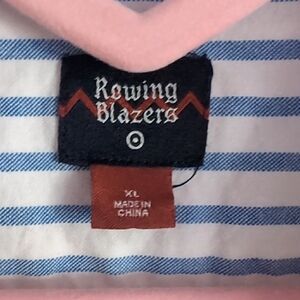 Rowing
Blazers
XL
MADE IN
CHINA